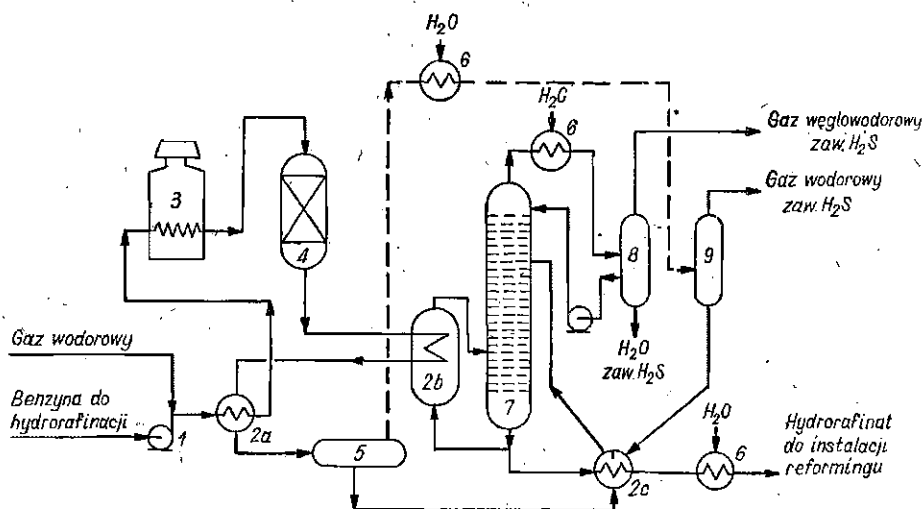 H₂O
6
H₂O
6
Gaz węglowodorowy
zaw. H₂S
Gaz wodorowy
zaw. H₂S
3
4
8
9
Gaz wodorowy
2b
H₂O
zaw. H₂S
Benzyna do
hydrorafinacji
1
2a
7
H₂O
Hydrorafinat
do instalacji
reformingu
5
2c
6